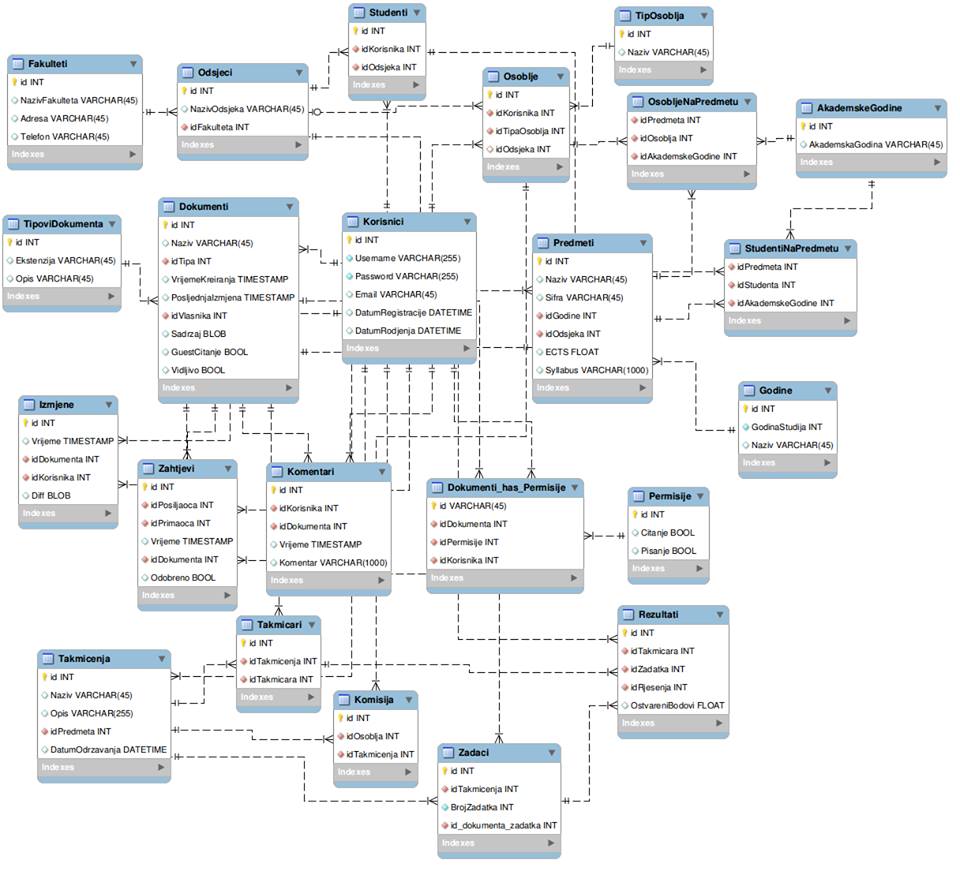 Studenti
id INT
idKorisnika INT
idOdsjeka INT
Indexes
TipOsoblja
id INT
Naziv VARCHAR(45)
Indexes
Fakulteti
id INT
NazivFakulteta VARCHAR(45)
Adresa VARCHAR(45)
Telefon VARCHAR(45)
Indexes
Odsjeci
id INT
NazivOdsjeka VARCHAR(45)
idFakulteta INT
Indexes
Osoblje
id INT
idKorisnika INT
idTipaOsoblja INT
idOdsjeka INT
Indexes
OsobljeNaPredmetu
idPredmeta INT
idOsoblja INT
idAkademskeGodine INT
Indexes
AkademskeGodine
id INT
AkademskaGodina VARCHAR(45)
Indexes
TipoviDokumenta
id INT
Ekstenzija VARCHAR(45)
Opis VARCHAR(45)
Indexes
Dokumenti
id INT
Naziv VARCHAR(45)
idTipa INT
VrijemeKreiranja TIMESTAMP
PosljednjaIzmjena TIMESTAMP
idVlasnika INT
Sadrzaj BLOB
GuestCitanje BOOL
Vidljivo BOOL
Indexes
Korisnici
id INT
Username VARCHAR(255)
Password VARCHAR(255)
Email VARCHAR(45)
DatumRegistracije DATETIME
DatumRodjenja DATETIME
Indexes
Predmeti
id INT
Naziv VARCHAR(45)
Sifra VARCHAR(45)
idGodine INT
idOdsjeka INT
ECTS FLOAT
Syllabus VARCHAR(1000)
Indexes
StudentiNaPredmetu
idPredmeta INT
idStudenta INT
idAkademskeGodine INT
Indexes
Godine
id INT
GodinaStudija INT
Naziv VARCHAR(45)
Indexes
Izmjene
id INT
Vrijeme TIMESTAMP
idDokumenta INT
idKorisnika INT
Diff BLOB
Indexes
Zahtjevi
id INT
idPosiljaoca INT
idPrimaoca INT
Vrijeme TIMESTAMP
idDokumenta INT
Odobreno BOOL
Indexes
Komentari
id INT
idKorisnika INT
idDokumenta INT
Vrijeme TIMESTAMP
Komentar VARCHAR(1000)
Indexes
Dokumenti_has_Permisije
id VARCHAR(45)
idDokumenta INT
idPermisije INT
idKorisnika INT
Indexes
Permisije
id INT
Citanje BOOL
Pisanje BOOL
Indexes
Takmicari
id INT
idTakmicenja INT
idTakmicara INT
Indexes
Rezultati
id INT
idTakmicara INT
idZadatka INT
idRjesenja INT
OstvareniBodovi FLOAT
Indexes
Takmicenja
id INT
Naziv VARCHAR(45)
Opis VARCHAR(255)
idPredmeta INT
DatumOdrzavanja DATETIME
Indexes
Komisija
id INT
idOsoblja INT
idTakmicenja INT
Indexes
Zadaci
id INT
idTakmicenja INT
BrojZadatka INT
id_dokumenta_zadatka INT
Indexes